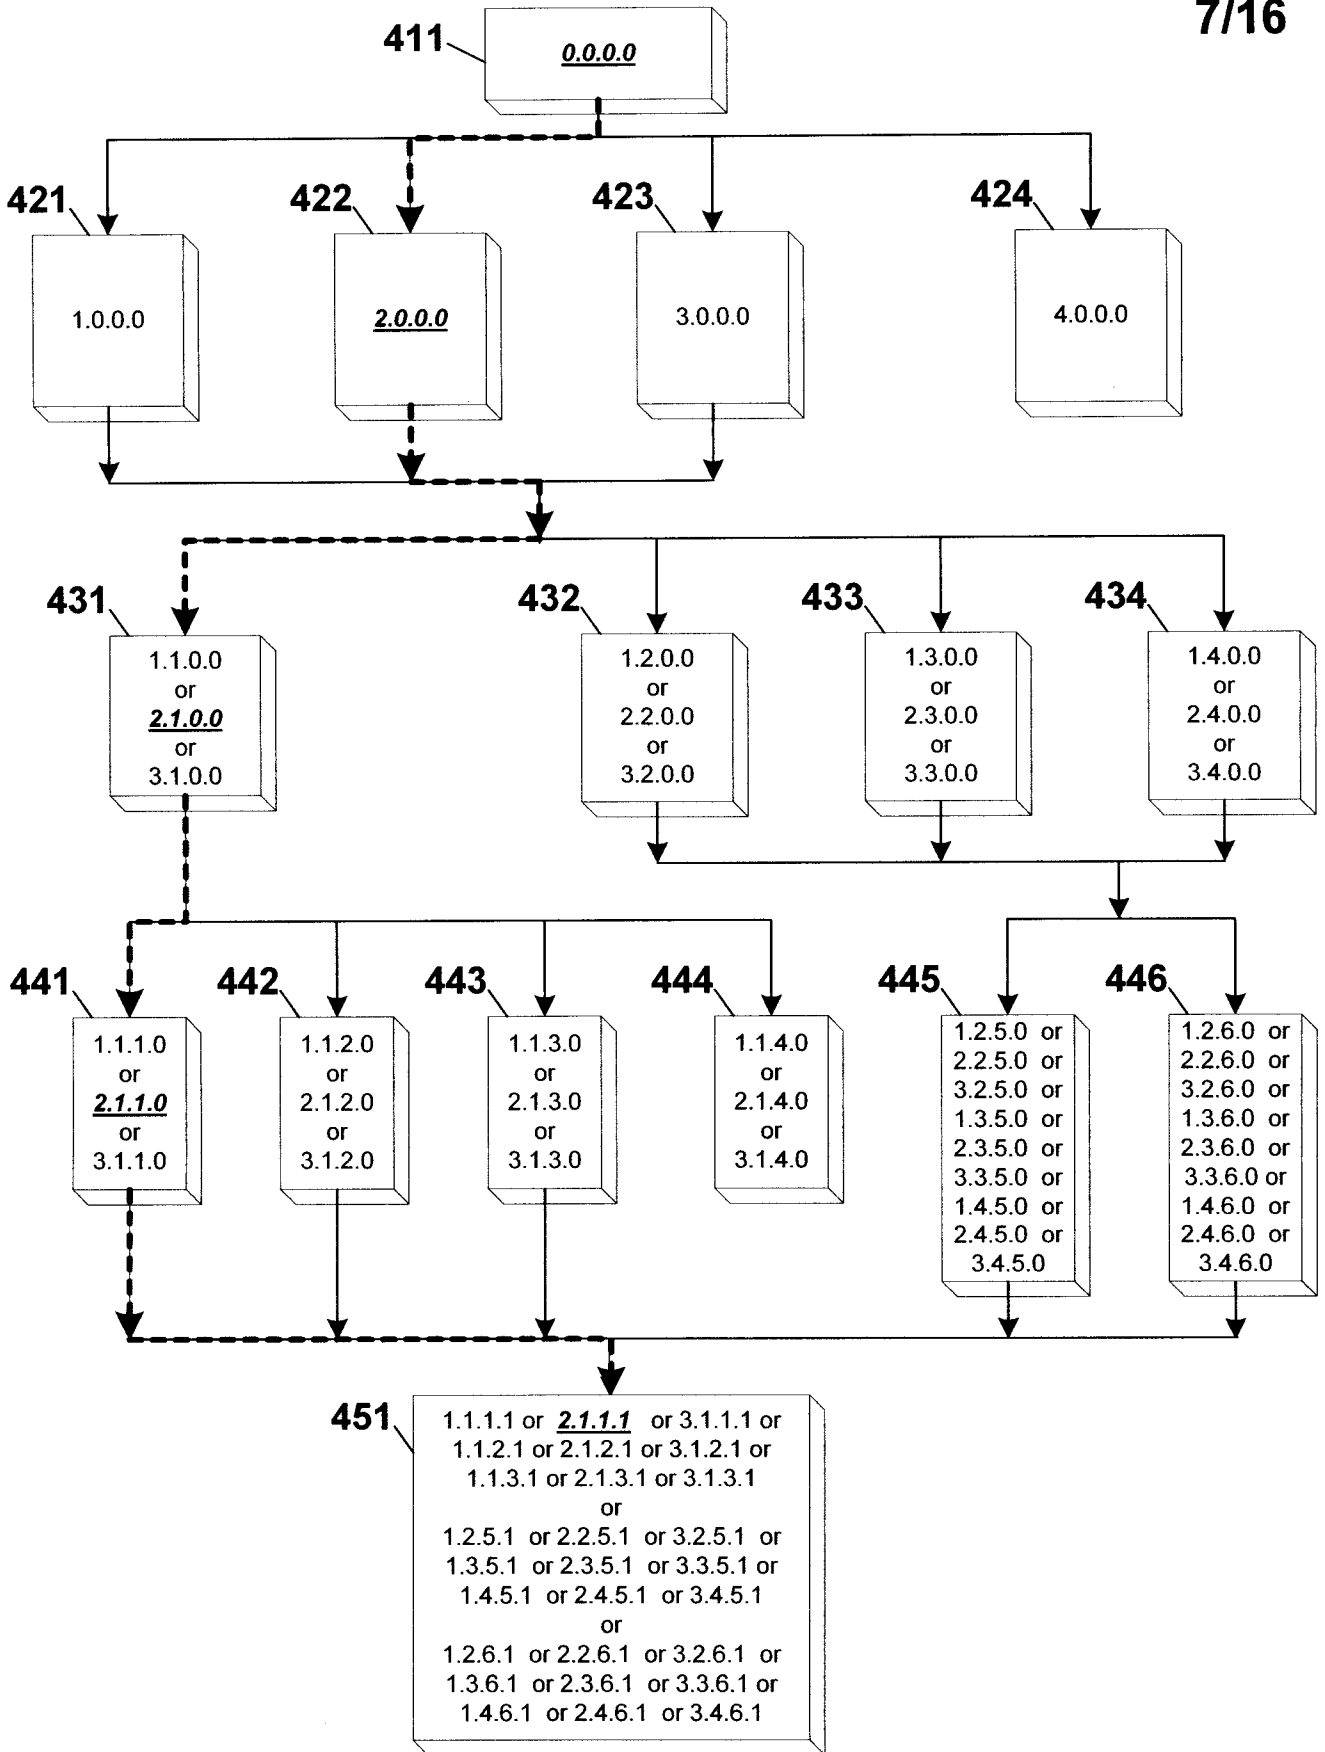 7/16
411
0.0.0.0
421
422
423
424
1.0.0.0
2.0.0.0
3.0.0.0
4.0.0.0
431
432
433
434
1.1.0.0
or
2.1.0.0
or
3.1.0.0
1.2.0.0
or
2.2.0.0
or
3.2.0.0
1.3.0.0
or
2.3.0.0
or
3.3.0.0
1.4.0.0
or
2.4.0.0
or
3.4.0.0
441
442
443
444
445
446
1.1.1.0
or
2.1.1.0
or
3.1.1.0
1.1.2.0
or
2.1.2.0
or
3.1.2.0
1.1.3.0
or
2.1.3.0
or
3.1.3.0
1.1.4.0
or
2.1.4.0
or
3.1.4.0
1.2.5.0 or
2.2.5.0 or
3.2.5.0 or
1.3.5.0 or
2.3.5.0 or
3.3.5.0 or
1.4.5.0 or
2.4.5.0 or
3.4.5.0
1.2.6.0 or
2.2.6.0 or
3.2.6.0 or
1.3.6.0 or
2.3.6.0 or
3.3.6.0 or
1.4.6.0 or
2.4.6.0 or
3.4.6.0
451
1.1.1.1 or 2.1.1.1 or 3.1.1.1 or
1.1.2.1 or 2.1.2.1 or 3.1.2.1 or
1.1.3.1 or 2.1.3.1 or 3.1.3.1
or
1.2.5.1 or 2.2.5.1 or 3.2.5.1 or
1.3.5.1 or 2.3.5.1 or 3.3.5.1 or
1.4.5.1 or 2.4.5.1 or 3.4.5.1
or
1.2.6.1 or 2.2.6.1 or 3.2.6.1 or
1.3.6.1 or 2.3.6.1 or 3.3.6.1 or
1.4.6.1 or 2.4.6.1 or 3.4.6.1